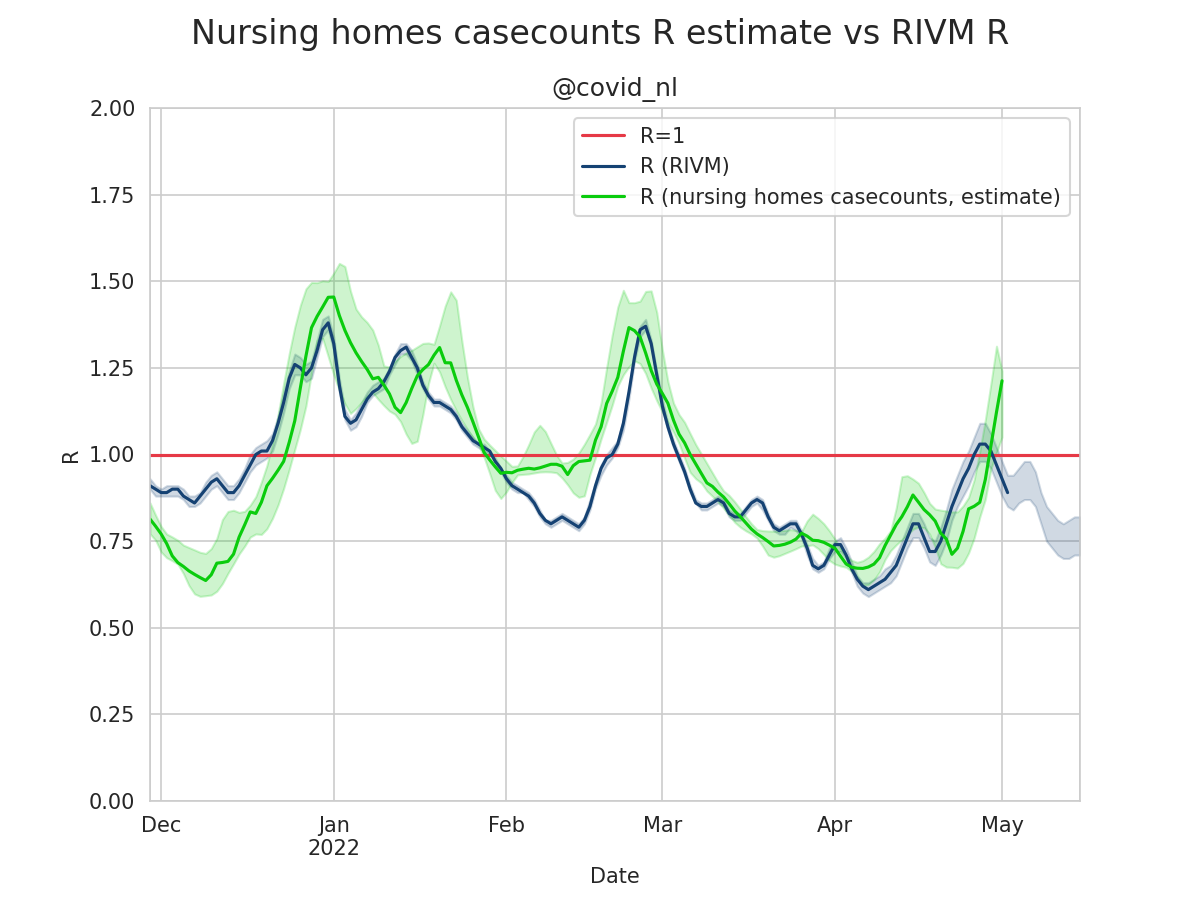 Nursing homes casecounts R estimate vs RIVM R
@covid_nl
R=1
R (RIVM)
R (nursing homes casecounts, estimate)
2.00
1.75
1.50
1.25
1.00
0.75
0.50
0.25
0.00
R
Dec
Jan
2022
Feb
Mar
Apr
May
Date